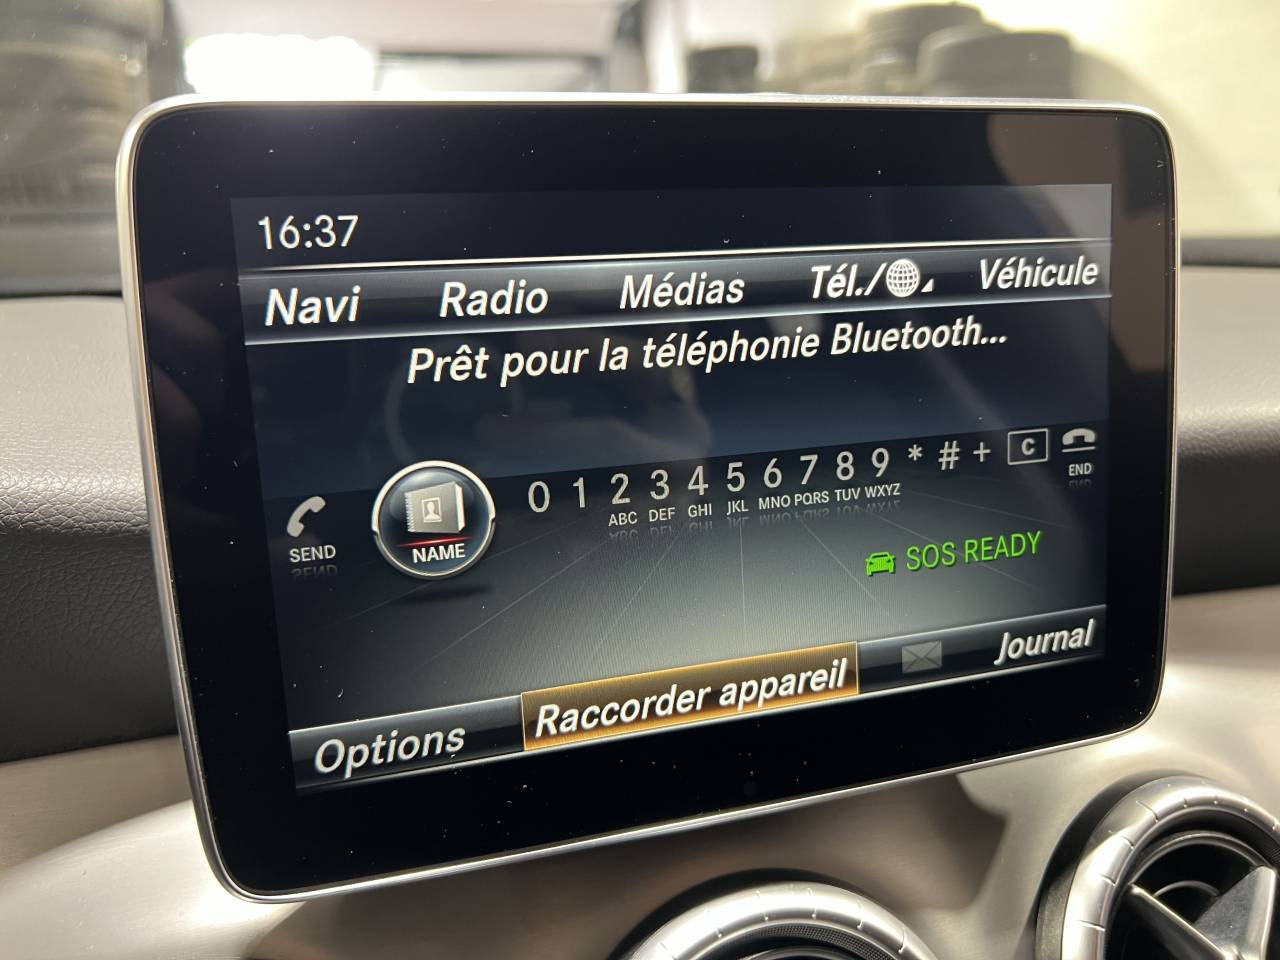 16:37
Navi Radio Médias Tél./ Véhicule
Prêt pour la téléphonie Bluetooth...
SEND NAME 0 1 2 3 4 5 6 7 8 9 * # + C END
ABC DEF GHI JKL MNO PQRS TUV WXYZ
SOS READY
Options Raccorder appareil Journal